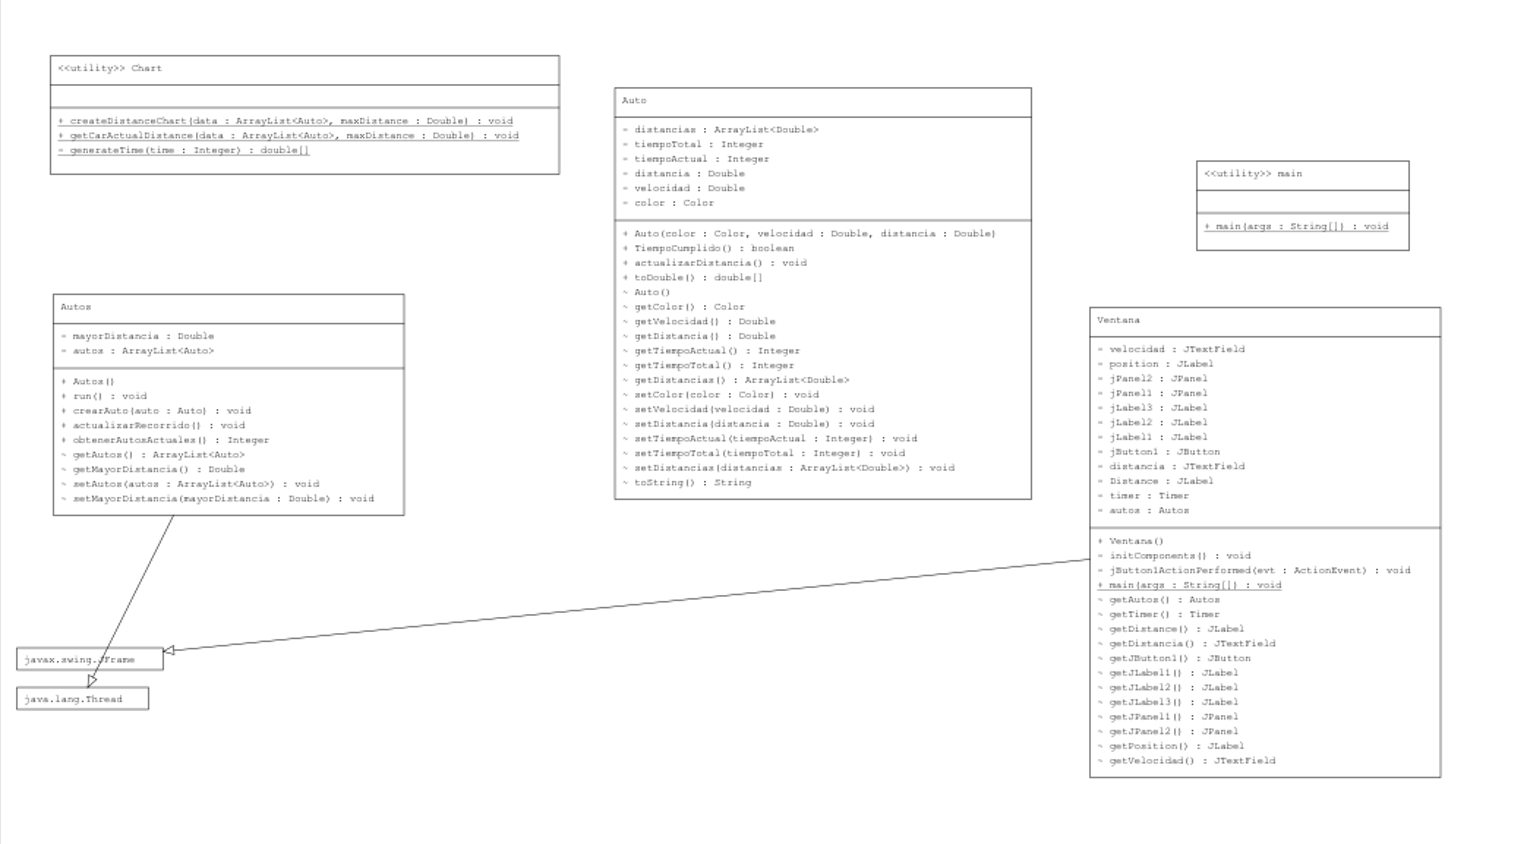 <<utility>> Chart
+ createDistanceChart(data : ArrayList<Auto>, maxDistance : Double) : void
+ getCarActualDistance(data : ArrayList<Auto>, maxDistance : Double) : void
- generateTime(time : Integer) : double[]
Auto
- distancias : ArrayList<Double>
- tiempoTotal : Integer
- tiempoActual : Integer
- distancia : Double
- velocidad : Double
- color : Color
+ Auto(color : Color, velocidad : Double, distancia : Double)
+ TiempoCumplido() : boolean
+ actualizarDistancia() : void
+ toDouble() : double[]
~ Auto()
~ getColor() : Color
~ getVelocidad() : Double
~ getDistancia() : Double
~ getTiempoActual() : Integer
~ getTiempoTotal() : Integer
~ getDistancias() : ArrayList<Double>
~ setColor(color : Color) : void
~ setVelocidad(velocidad : Double) : void
~ setDistancia(distancia : Double) : void
~ setTiempoActual(tiempoActual : Integer) : void
~ setTiempoTotal(tiempoTotal : Integer) : void
~ setDistancias(distancias : ArrayList<Double>) : void
~ toString() : String
<<utility>> main
+ main(args : String[]) : void
Autos
- mayorDistancia : Double
- autos : ArrayList<Auto>
+ Autos()
+ run() : void
+ crearAuto(auto : Auto) : void
+ actualizarRecorrido() : void
+ obtenerAutosActuales() : Integer
~ getAutos() : ArrayList<Auto>
~ getMayorDistancia() : Double
~ setAutos(autos : ArrayList<Auto>) : void
~ setMayorDistancia(mayorDistancia : Double) : void
Ventana
- velocidad : JTextField
- position : JLabel
- jPanel2 : JPanel
- jPanel1 : JPanel
- jLabel3 : JLabel
- jLabel2 : JLabel
- jLabel1 : JLabel
- jButton1 : JButton
- distancia : JTextField
- Distance : JLabel
- timer : Timer
- autos : Autos
+ Ventana()
- initComponents() : void
- jButton1ActionPerformed(evt : ActionEvent) : void
+ main(args : String[]) : void
~ getAutos() : Autos
~ getTimer() : Timer
~ getDistance() : JLabel
~ getDistancia() : JTextField
~ getJButton1() : JButton
~ getJLabel1() : JLabel
~ getJLabel2() : JLabel
~ getJLabel3() : JLabel
~ getJPanel1() : JPanel
~ getJPanel2() : JPanel
~ getPosition() : JLabel
~ getVelocidad() : JTextField
javax.swing.JFrame
java.lang.Thread